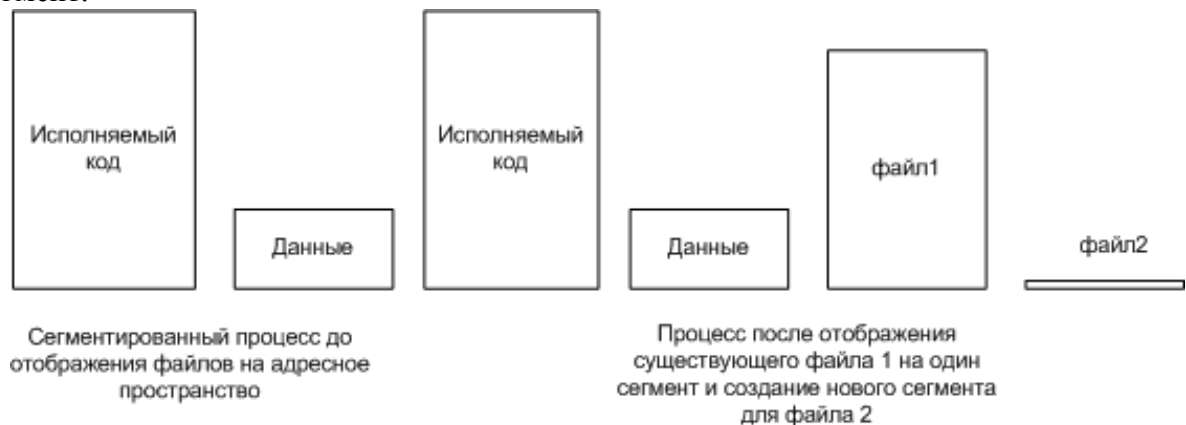 Исполняемый
код
Данные
Исполняемый
код
Данные
файл1
файл2
Сегментированный процесс до
отображения файлов на адресное
пространство
Процесс после отображения
существующего файла 1 на один
сегмент и создание нового сегмента
для файла 2